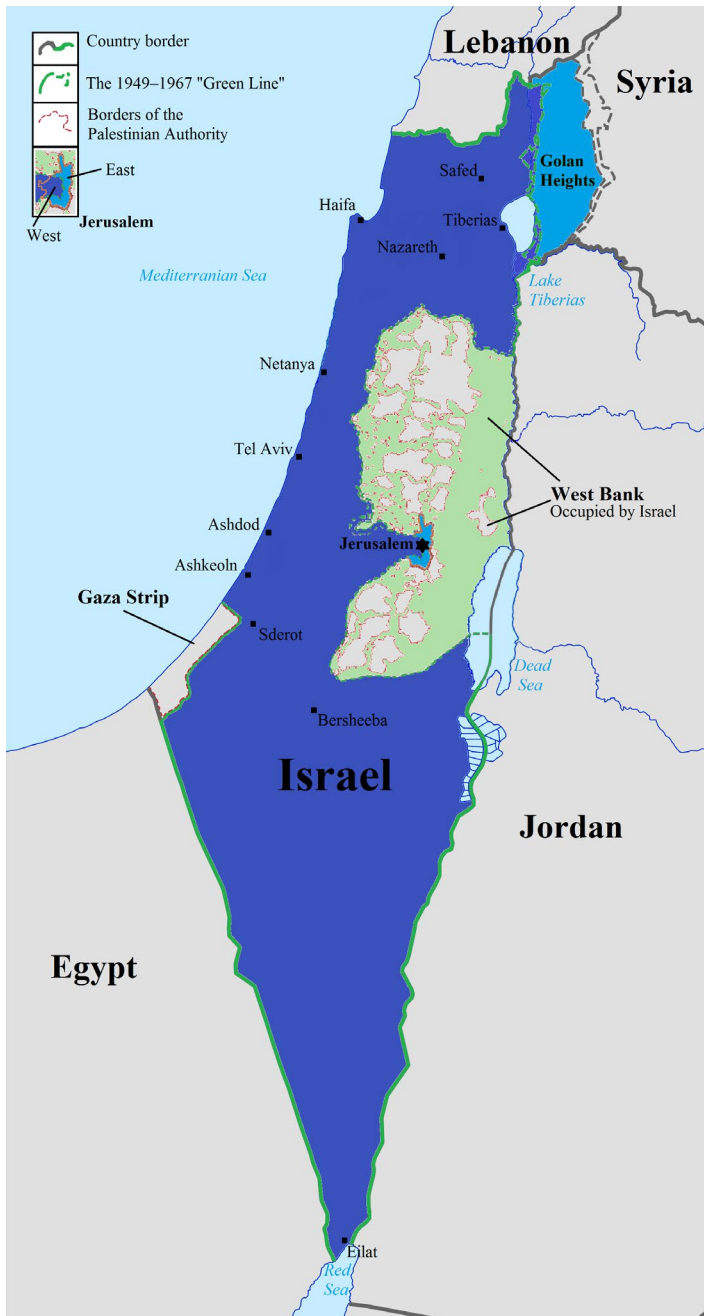 Country border
The 1949–1967 "Green Line"
Borders of the
Palestinian Authority
East
West
Jerusalem
Lebanon
Syria
Golan
Heights
Safed
Haifa
Tiberias
Nazareth
Mediterranean Sea
Lake
Tiberias
Netanya
Tel Aviv
West Bank
Occupied by Israel
Ashdod
Jerusalem
Ashkeoln
Gaza Strip
Sderot
Dead
Sea
Bersheeba
Israel
Jordan
Egypt
Eilat
Red
Sea